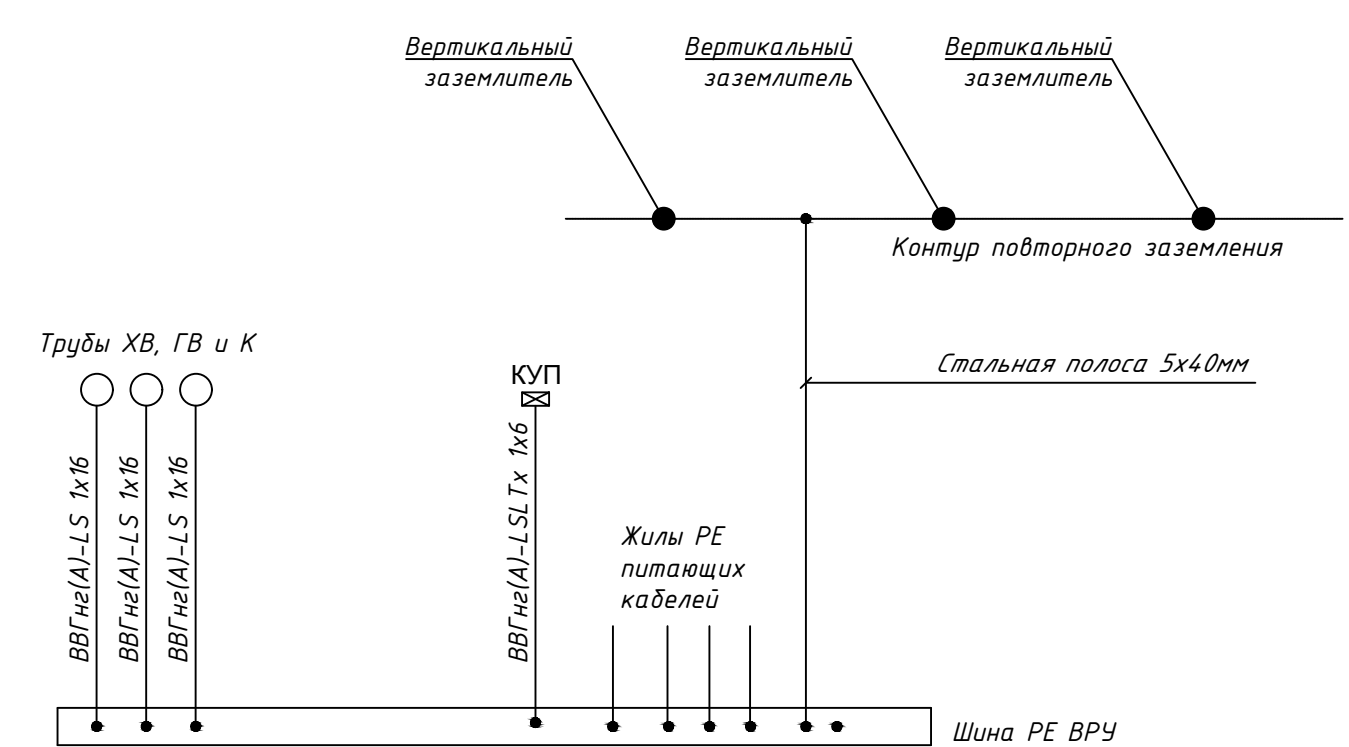 Вертикальный
заземлитель
Вертикальный
заземлитель
Вертикальный
заземлитель
Контур повторного заземления
Трубы ХВ, ГВ и К
Стальная полоса 5х40мм
КУП
ВВГнг(А)-LS 1х16
ВВГнг(А)-LS 1х16
ВВГнг(А)-LS 1х16
ВВГнг(А)-LSLTx 1х6
Жилы РЕ
питающих
кабелей
Шина РЕ ВРУ